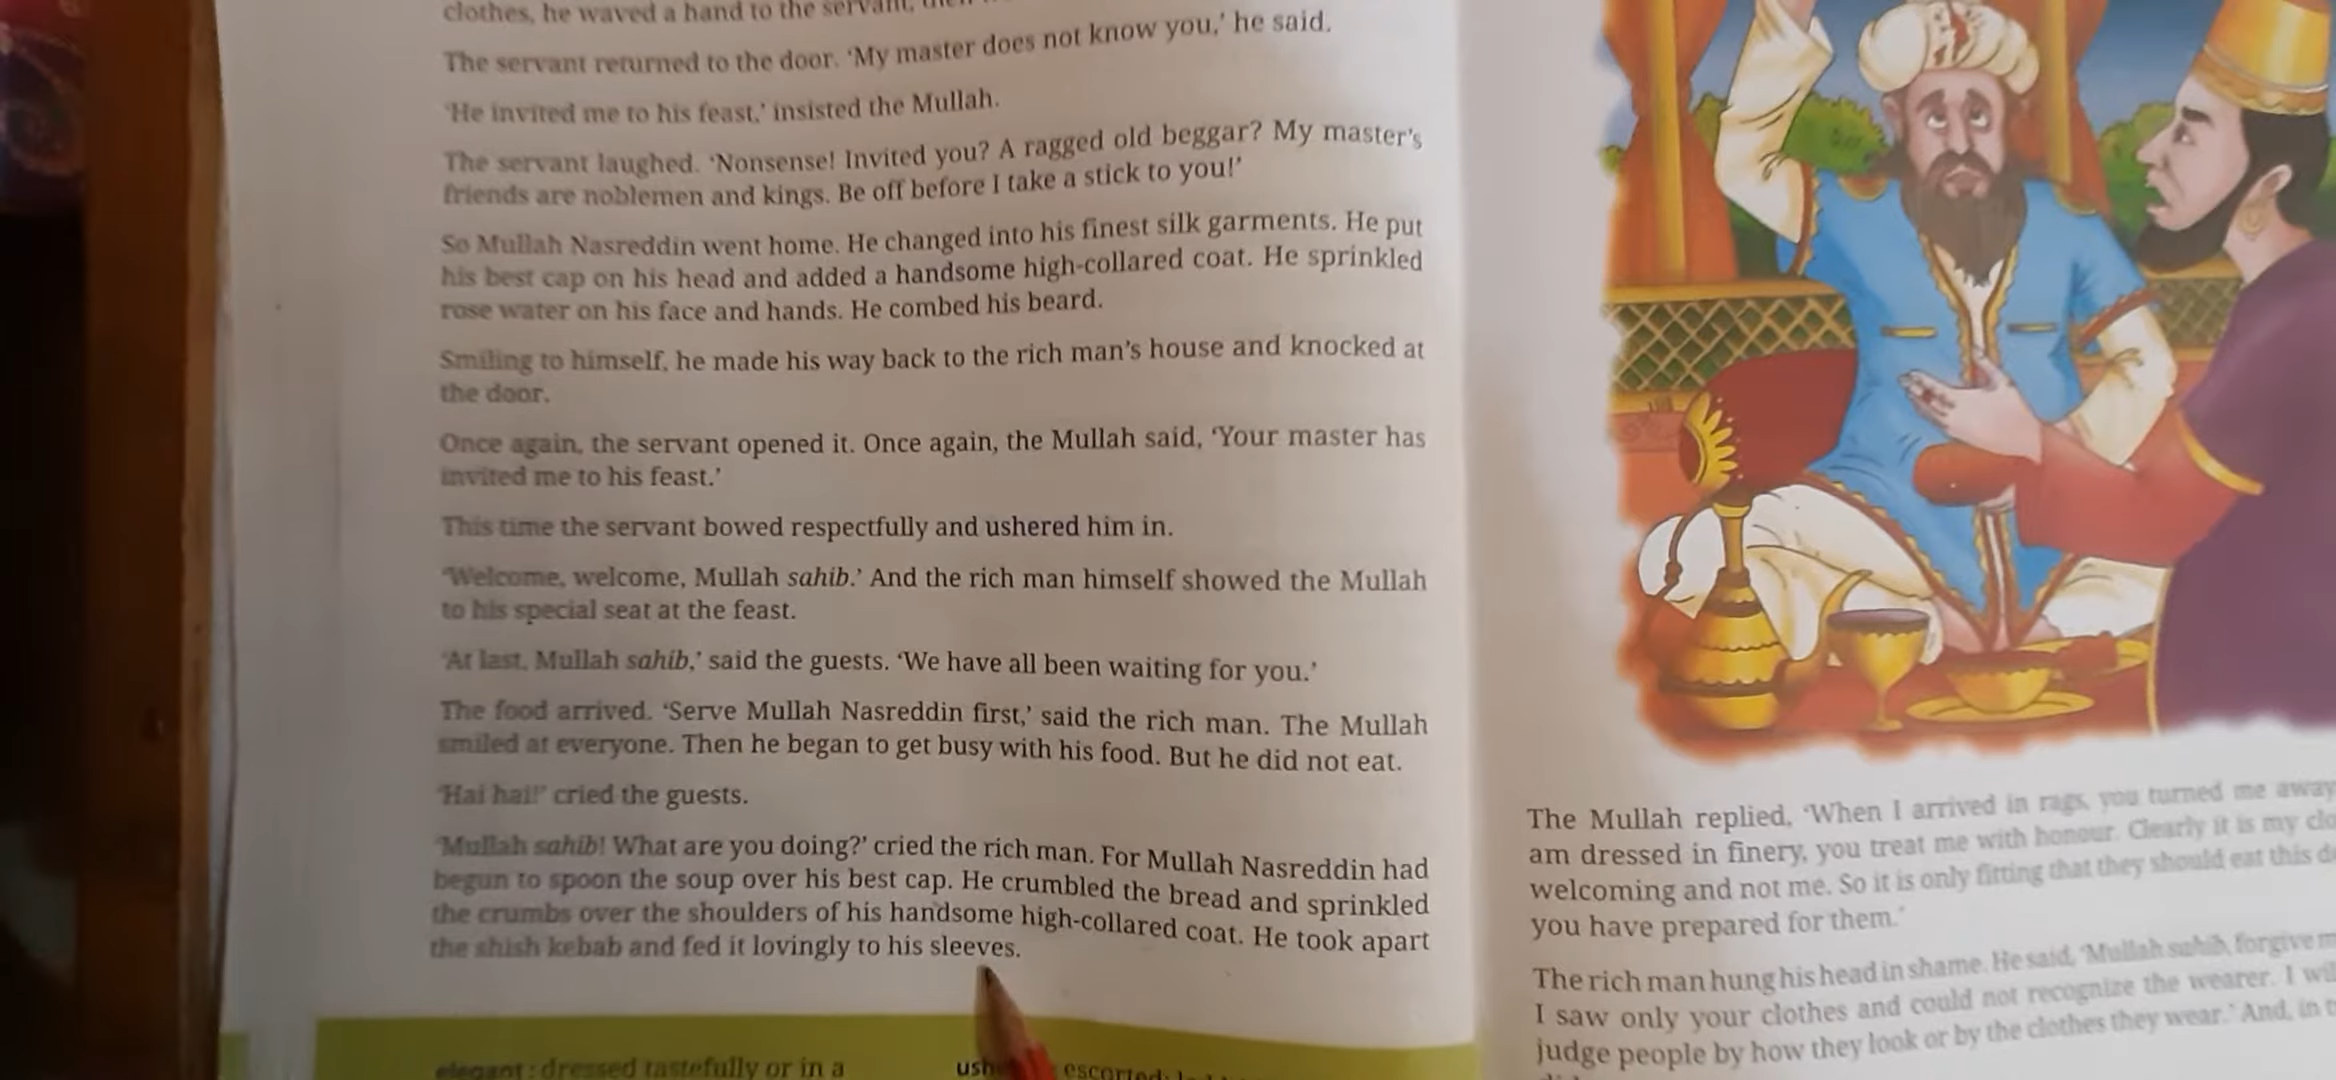 clothes, he waved a hand to the servant,
The servant returned to the door. ‘My master does not know you,’ he said.
‘He invited me to his feast,’ insisted the Mullah.
The servant laughed. ‘Nonsense! Invited you? A ragged old beggar? My master’s
friends are noblemen and kings. Be off before I take a stick to you!’
So Mullah Nasreddin went home. He changed into his finest silk garments. He put
his best cap on his head and added a handsome high-collared coat. He sprinkled
rose water on his face and hands. He combed his beard.
Smiling to himself, he made his way back to the rich man’s house and knocked at
the door.
Once again, the servant opened it. Once again, the Mullah said, ‘Your master has
invited me to his feast.’
This time the servant bowed respectfully and ushered him in.
‘Welcome, welcome, Mullah sahib.’ And the rich man himself showed the Mullah
to his special seat at the feast.
‘At last, Mullah sahib,’ said the guests. ‘We have all been waiting for you.’
The food arrived. ‘Serve Mullah Nasreddin first,’ said the rich man. The Mullah
smiled at everyone. Then he began to get busy with his food. But he did not eat.
‘Hai hai!’ cried the guests.
‘Mullah sahib! What are you doing?’ cried the rich man. For Mullah Nasreddin had
begun to spoon the soup over his best cap. He crumbled the bread and sprinkled
the crumbs over the shoulders of his handsome high-collared coat. He took apart
the shish kebab and fed it lovingly to his sleeves.
elegant : dressed tastefully or in a
escorted;
The Mullah replied, ‘When I arrived in rags, you turned me away
am dressed in finery, you treat me with honour. Clearly it is my
welcoming and not me. So it is only fitting that they should eat this
you have prepared for them.’
The rich man hung his head in shame. He said, ‘Mullah sahib, forgive
I saw only your clothes and could not recognize the wearer. I
judge people by how they look or by the clothes they wear.’ And, in